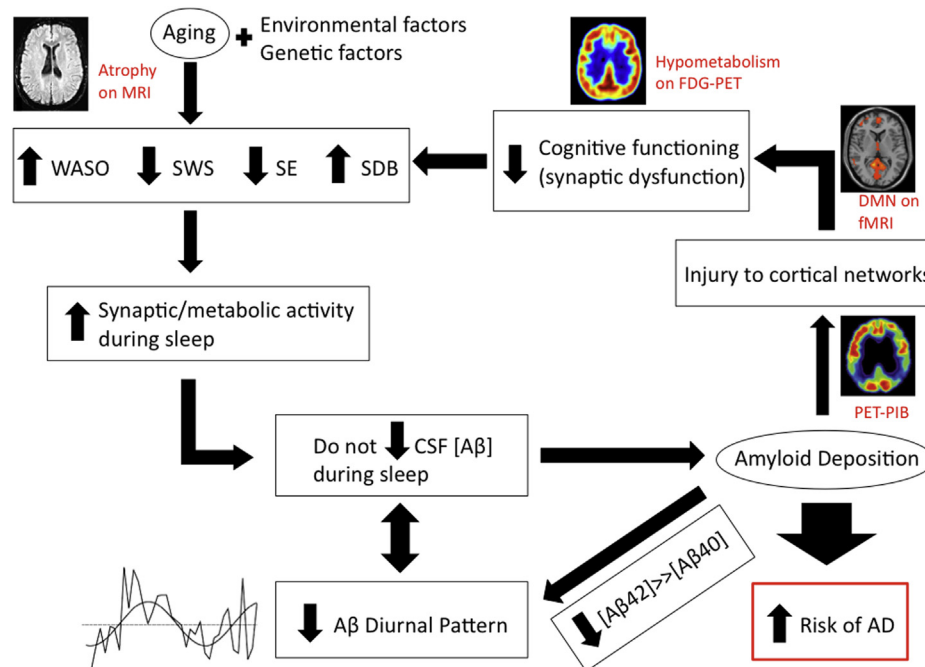 Aging
Environmental factors
Genetic factors
Atrophy
on MRI
Hypometabolism
on FDG-PET
WASO
SWS
SE
SDB
Cognitive functioning
(synaptic dysfunction)
DMN on
fMRI
Injury to cortical networks
Synaptic/metabolic activity
during sleep
PET-PIB
Do not CSF [Aβ]
during sleep
Amyloid Deposition
[Aβ42]>>[Aβ40]
Aβ Diurnal Pattern
Risk of AD